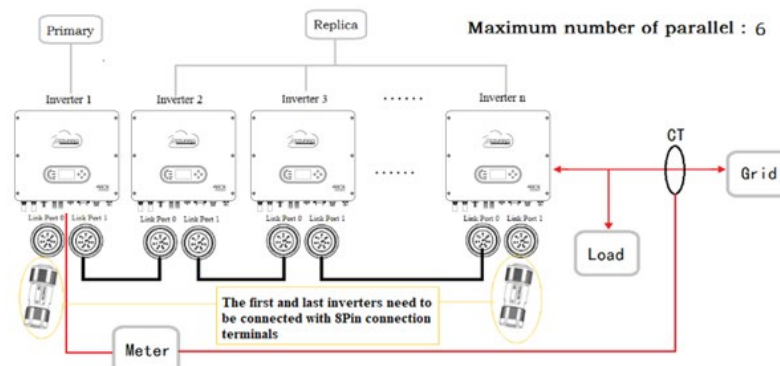 Primary
Replica
Maximum number of parallel : 6
Inverter 1
Inverter 2
Inverter 3
......
Inverter n
......
CT
Grid
Link Port 0
Link Port 1
Link Port 0
Link Port 1
Link Port 0
Link Port 1
Link Port 0
Link Port 1
Load
The first and last inverters need to
be connected with 8Pin connection
terminals
Meter